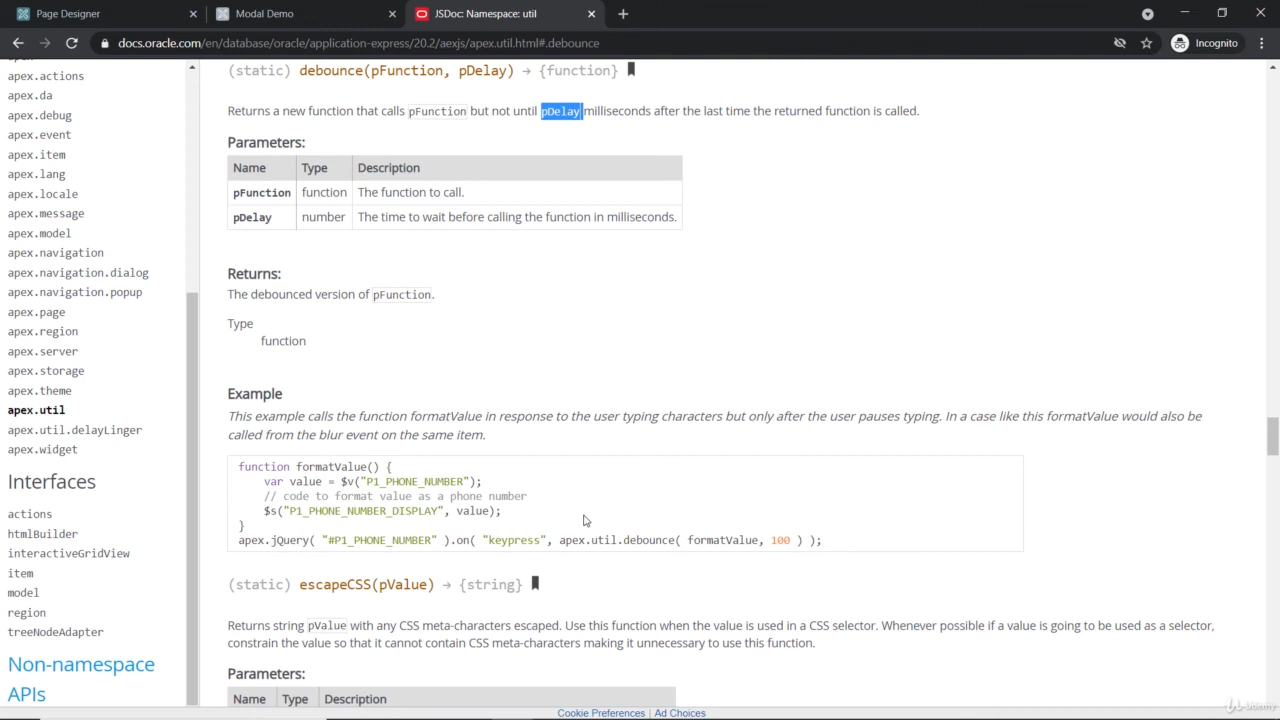 Page Designer
Modal Demo
JSDoc: Namespace: util
docs.oracle.com/en/database/oracle/application-express/20.2/aexjs/apex.util.html#.debounce
Incognito
apex.actions
apex.da
apex.debug
apex.event
apex.item
apex.lang
apex.locale
apex.message
apex.model
apex.navigation
apex.navigation.dialog
apex.navigation.popup
apex.page
apex.region
apex.server
apex.storage
apex.theme
apex.util
apex.util.delayLinger
apex.widget
Interfaces
actions
htmlBuilder
interactiveGridView
item
model
region
treeNodeAdapter
Non-namespace
APIs
(static) debounce(pFunction, pDelay) → {function}
Returns a new function that calls pFunction but not until pDelay milliseconds after the last time the returned function is called.
Parameters:
Name Type Description
pFunction function The function to call.
pDelay number The time to wait before calling the function in milliseconds.
Returns:
The debounced version of pFunction.
Type
function
Example
This example calls the function formatValue in response to the user typing characters but only after the user pauses typing. In a case like this formatValue would also be
called from the blur event on the same item.
function formatValue() {
var value = $v("P1_PHONE_NUMBER");
// code to format value as a phone number
$s("P1_PHONE_NUMBER_DISPLAY", value);
}
apex.jQuery( "#P1_PHONE_NUMBER" ).on( "keypress", apex.util.debounce( formatValue, 100 ) );
(static) escapeCSS(pValue) → {string}
Returns string pValue with any CSS meta-characters escaped. Use this function when the value is used in a CSS selector. Whenever possible if a value is going to be used as a selector,
constrain the value so that it cannot contain CSS meta-characters making it unnecessary to use this function.
Parameters:
Name Type Description
Cookie Preferences | Ad Choices
Udemy